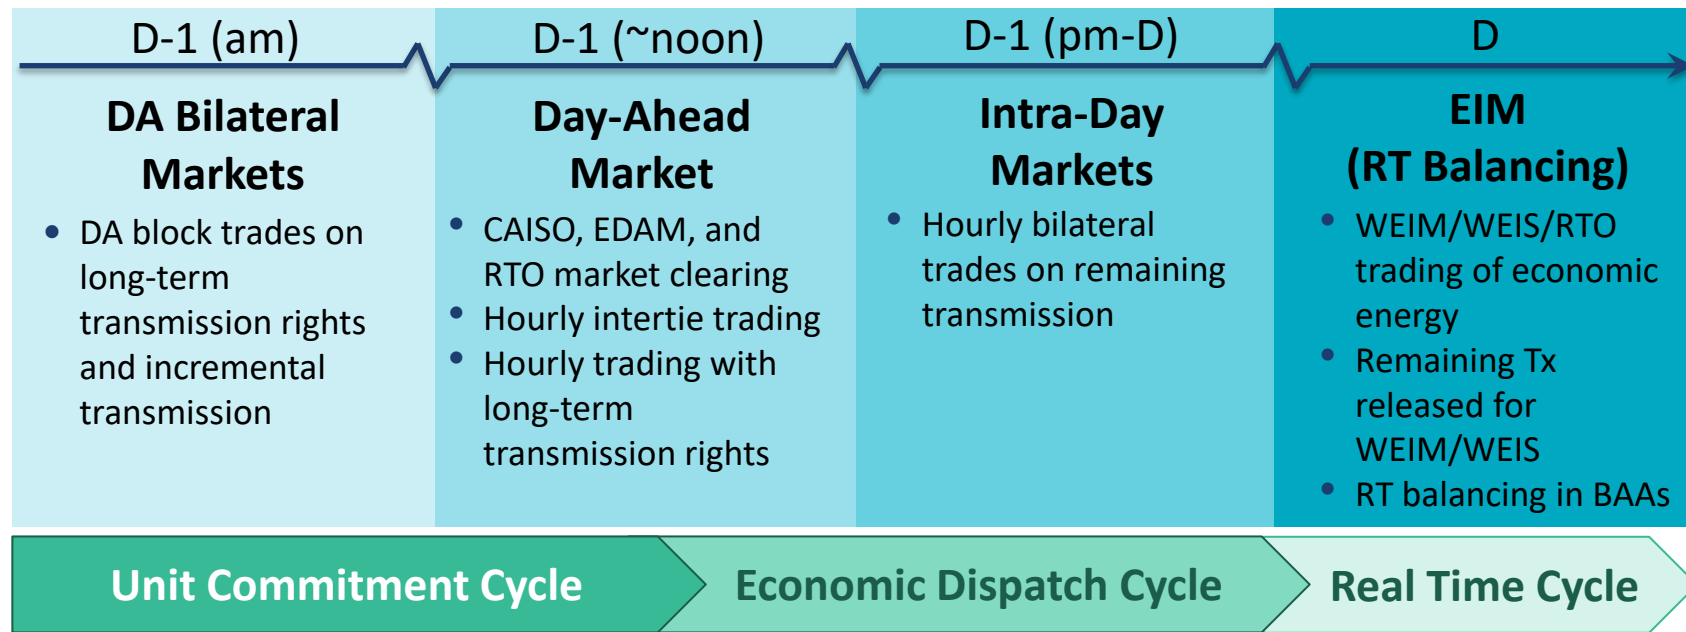 D-1 (am)
DA Bilateral
Markets
• DA block trades on
long-term
transmission rights
and incremental
transmission
D-1 (~noon)
Day-Ahead
Market
• CAISO, EDAM, and
RTO market clearing
• Hourly intertie trading
• Hourly trading with
long-term
transmission rights
D-1 (pm-D)
Intra-Day
Markets
• Hourly bilateral
trades on remaining
transmission
D
EIM
(RT Balancing)
• WEIM/WEIS/RTO
trading of economic
energy
• Remaining Tx
released for
WEIM/WEIS
• RT balancing in BAAs
Unit Commitment Cycle
Economic Dispatch Cycle
Real Time Cycle